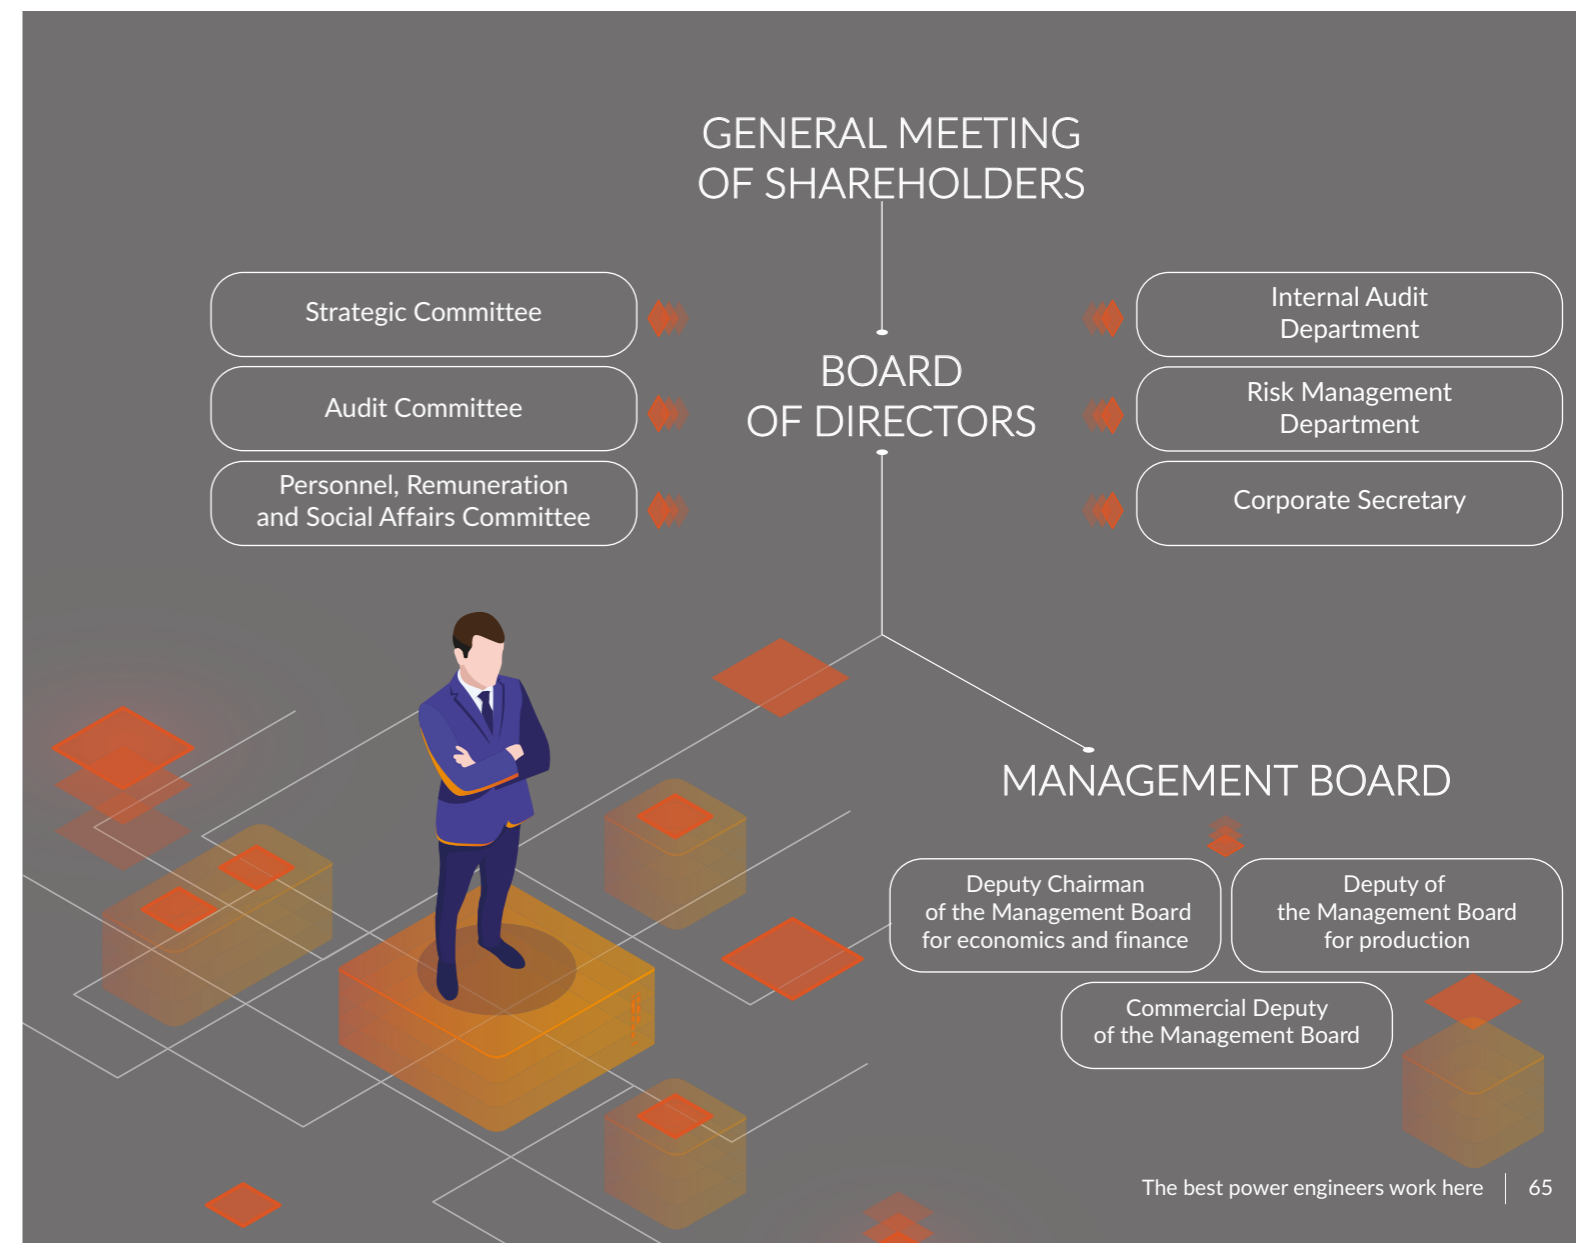 GENERAL MEETING
OF SHAREHOLDERS
Strategic Committee
Audit Committee
Personnel, Remuneration
and Social Affairs Committee
BOARD
OF DIRECTORS
Internal Audit
Department
Risk Management
Department
Corporate Secretary
MANAGEMENT BOARD
Deputy Chairman
of the Management Board
for economics and finance
Deputy of
the Management Board
for production
Commercial Deputy
of the Management Board
The best power engineers work here
65